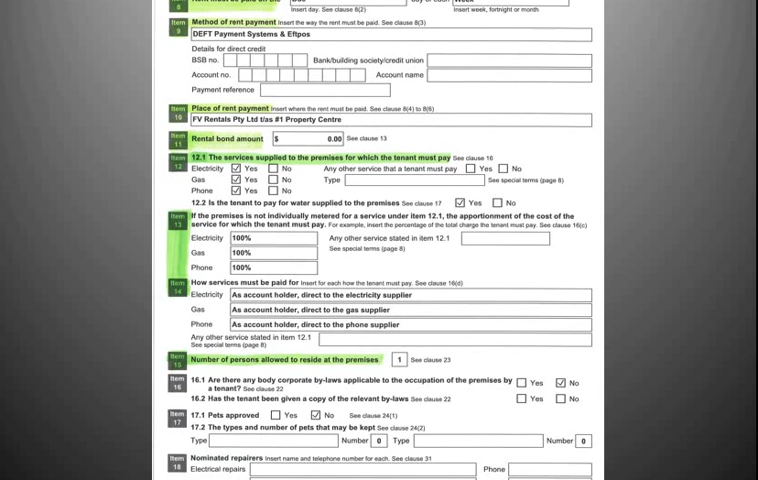 Insert day. See clause 8(2)
Insert week, fortnight or month
Item 9 Method of rent payment Insert the way the rent must be paid. See clause 8(3)
DEFT Payment Systems & Eftpos
Details for direct credit
BSB no. Bank/building society/credit union
Account no. Account name
Payment reference
Item 10 Place of rent payment Insert where the rent must be paid. See clause 8(4) to 8(6)
FV Rentals Pty Ltd t/as #1 Property Centre
Item 11 Rental bond amount $ 0.00 See clause 13
Item 12 12.1 The services supplied to the premises for which the tenant must pay See clause 16
Electricity Yes No Any other service that a tenant must pay Yes No
Gas Yes No Type See special terms (page 8)
Phone Yes No
12.2 Is the tenant to pay for water supplied to the premises See clause 17 Yes No
Item 13 If the premises is not individually metered for a service under item 12.1, the apportionment of the cost of the
service for which the tenant must pay. For example, insert the percentage of the total charge the tenant must pay. See clause 16(c)
Electricity 100% Any other service stated in item 12.1
Gas 100% See special terms (page 8)
Phone 100%
Item 14 How services must be paid for Insert for each how the tenant must pay. See clause 16(d)
Electricity As account holder, direct to the electricity supplier
Gas As account holder, direct to the gas supplier
Phone As account holder, direct to the phone supplier
Any other service stated in item 12.1
See special terms (page 8)
Item 15 Number of persons allowed to reside at the premises 1 See clause 23
Item 16 16.1 Are there any body corporate by-laws applicable to the occupation of the premises by Yes No
a tenant? See clause 22
16.2 Has the tenant been given a copy of the relevant by-laws See clause 22 Yes No
Item 17 17.1 Pets approved Yes No See clause 24(1)
17.2 The types and number of pets that may be kept See clause 24(2)
Type Number 0 Type Number 0
Item 18 Nominated repairers Insert name and telephone number for each. See clause 31
Electrical repairs Phone